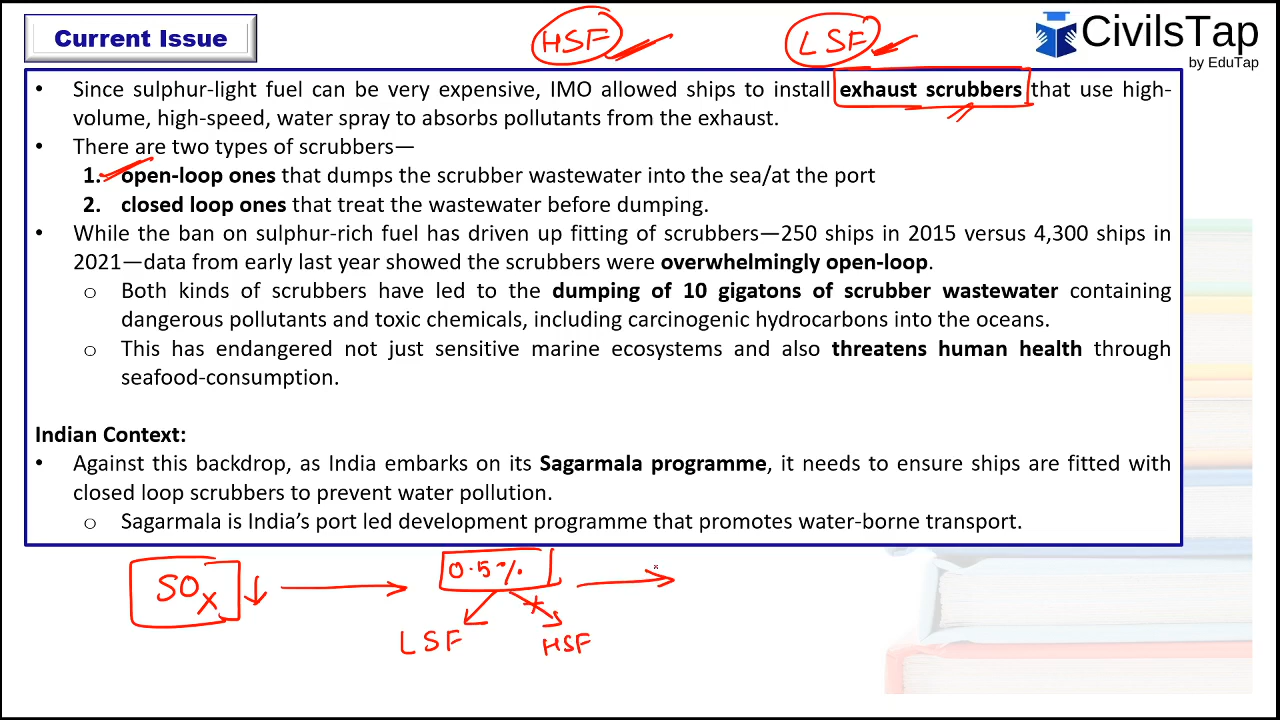 HSF
LSF
CivilsTap
by EduTap
Current Issue
• Since sulphur-light fuel can be very expensive, IMO allowed ships to install exhaust scrubbers that use high-
volume, high-speed, water spray to absorbs pollutants from the exhaust.
• There are two types of scrubbers—
1. open-loop ones that dumps the scrubber wastewater into the sea/at the port
2. closed loop ones that treat the wastewater before dumping.
• While the ban on sulphur-rich fuel has driven up fitting of scrubbers—250 ships in 2015 versus 4,300 ships in
2021—data from early last year showed the scrubbers were overwhelmingly open-loop.
o Both kinds of scrubbers have led to the dumping of 10 gigatons of scrubber wastewater containing
dangerous pollutants and toxic chemicals, including carcinogenic hydrocarbons into the oceans.
o This has endangered not just sensitive marine ecosystems and also threatens human health through
seafood-consumption.
Indian Context:
• Against this backdrop, as India embarks on its Sagarmala programme, it needs to ensure ships are fitted with
closed loop scrubbers to prevent water pollution.
o Sagarmala is India’s port led development programme that promotes water-borne transport.
SOx ↓ → 0.5% →
LSF HSF